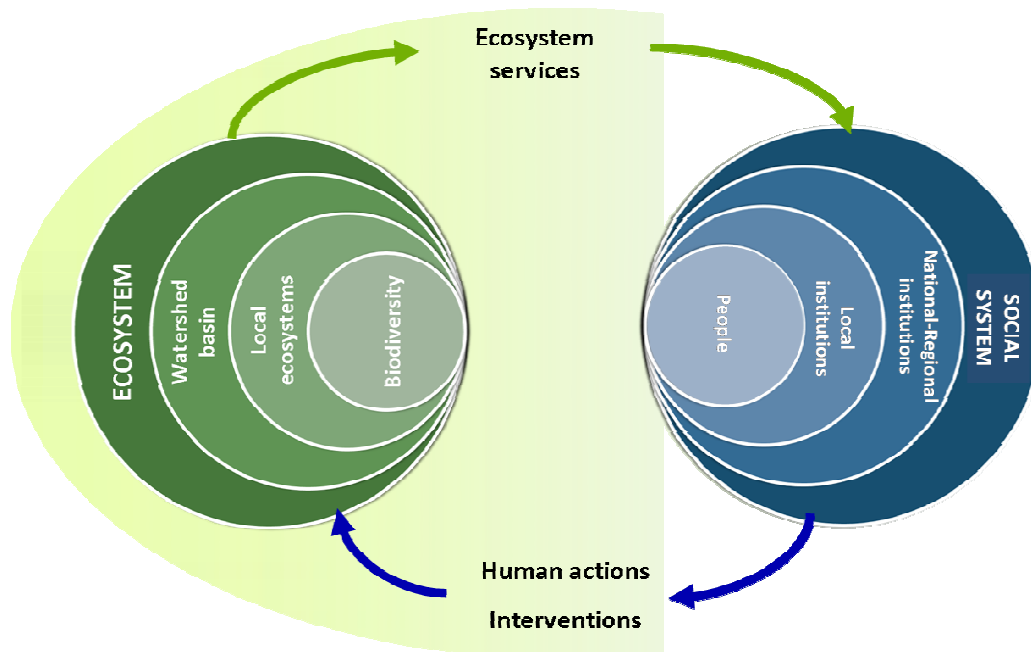 Ecosystem
services
ECOSYSTEM
Watershed
basin
Local
ecosystems
Biodiversity
People
Local
institutions
National-Regional
institutions
SOCIAL
SYSTEM
Human actions
Interventions